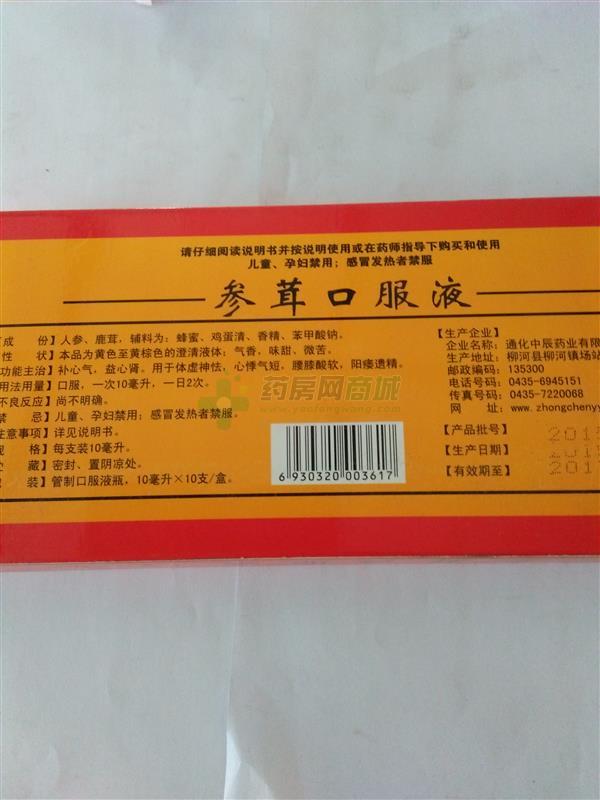 请仔细阅读说明书并按说明使用或在药师指导下购买和使用
儿童、孕妇禁用；感冒发热者禁服
参茸口服液
成 份】人参、鹿茸，辅料为：蜂蜜、鸡蛋清、香精、苯甲酸钠。
性 状】本品为黄色至黄棕色的澄清液体；气香，味甜、微苦。
功能主治】补心气，益心肾。用于体虚神怯，心悸气短，腰膝酸软，阳痿遗精。
用法用量】口服，一次10毫升，一日2次。
不良反应】尚不明确。
忌】儿童、孕妇禁用；感冒发热者禁服。
注意事项】详见说明书。
规 格】每支装10毫升。
藏】密封、置阴凉处。
装】管制口服液瓶，10毫升×10支/盒。
6 930320 003617
【生产企业】
企业名称：通化中辰药业有限
生产地址：柳河县柳河镇场站
邮政编码：135300
电话号码：0435-6945151
传真号码：0435-7220068
网 址：www.zhongchenyy
【产品批号】
【生产日期】
【有效期至】
药房网商城
www.yaofangwang.com